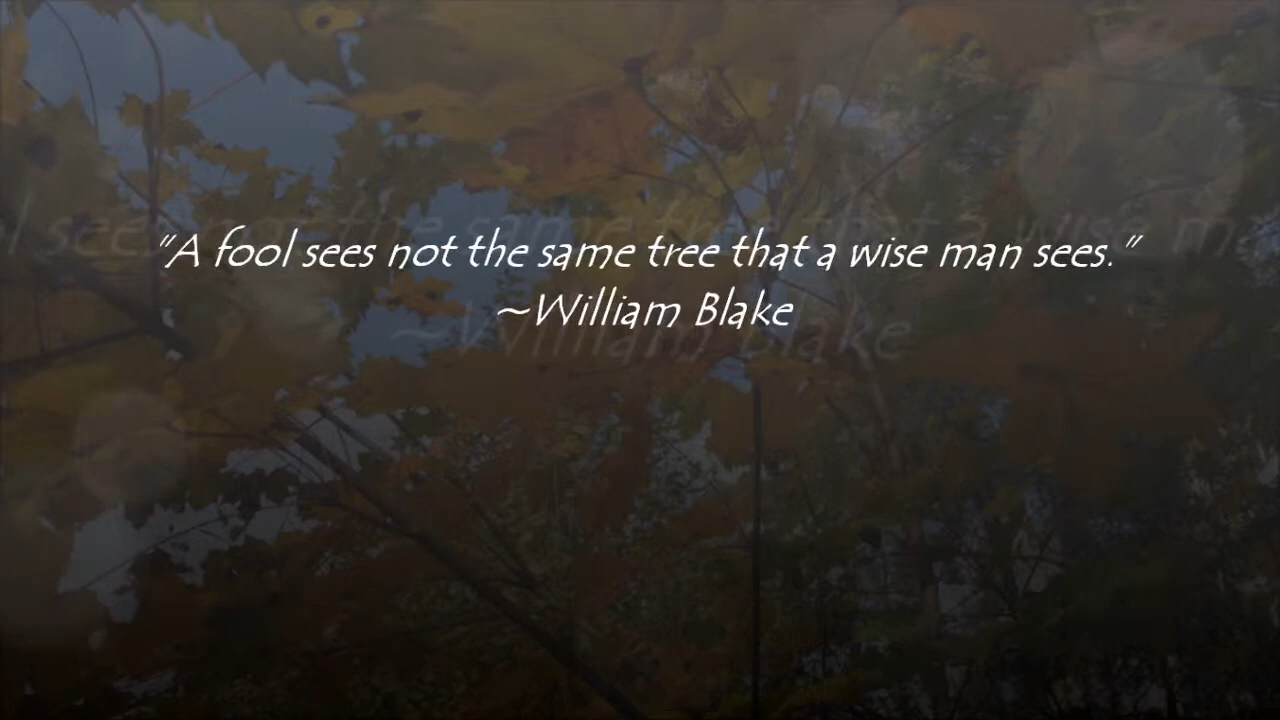 "A fool sees not the same tree that a wise man sees."
~William Blake